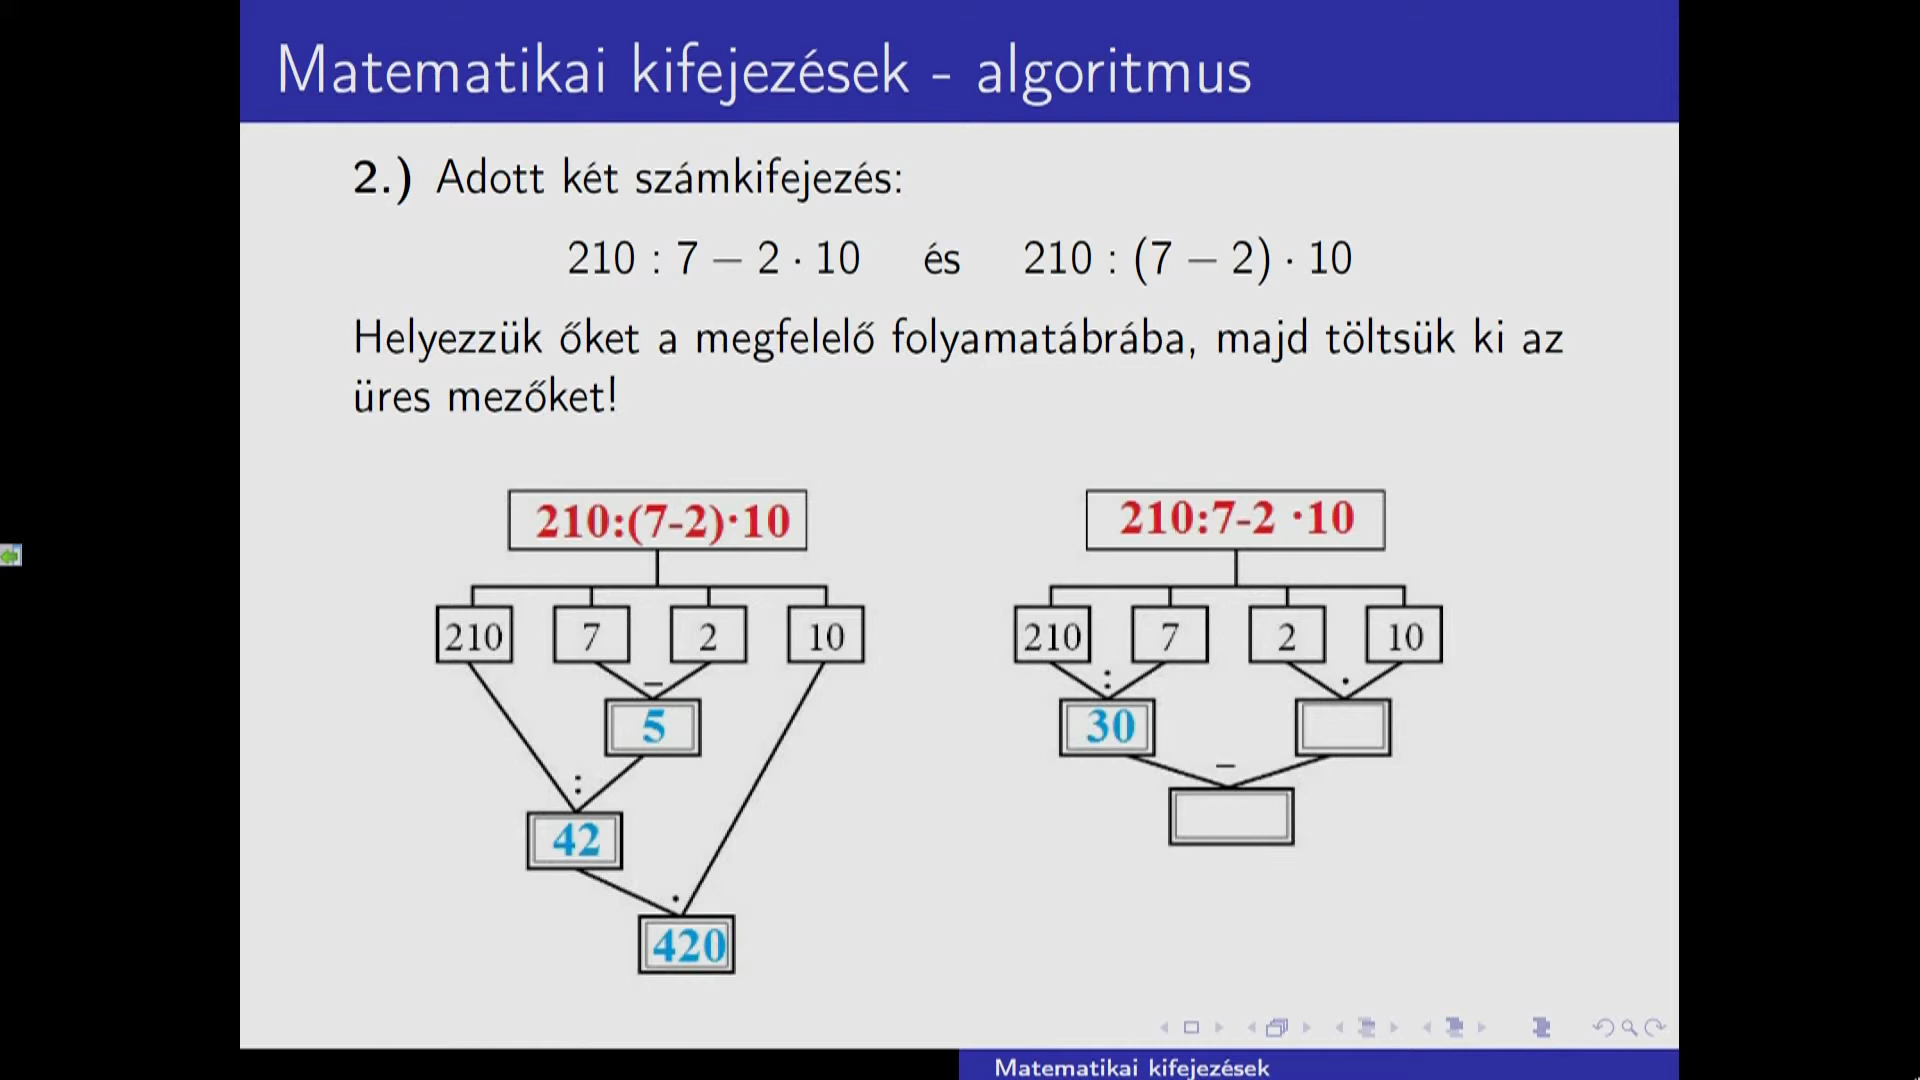 Matematikai kifejezések - algoritmus
2.) Adott két számkifejezés:
210 : 7 − 2 · 10 és 210 : (7 − 2) · 10
Helyezzük őket a megfelelő folyamatábrába, majd töltsük ki az
üres mezőket!
210:(7-2)·10
210 7 2 10
−
5
:
42
·
420
210:7-2 ·10
210 7 2 10
: ·
30
−
Matematikai kifejezések